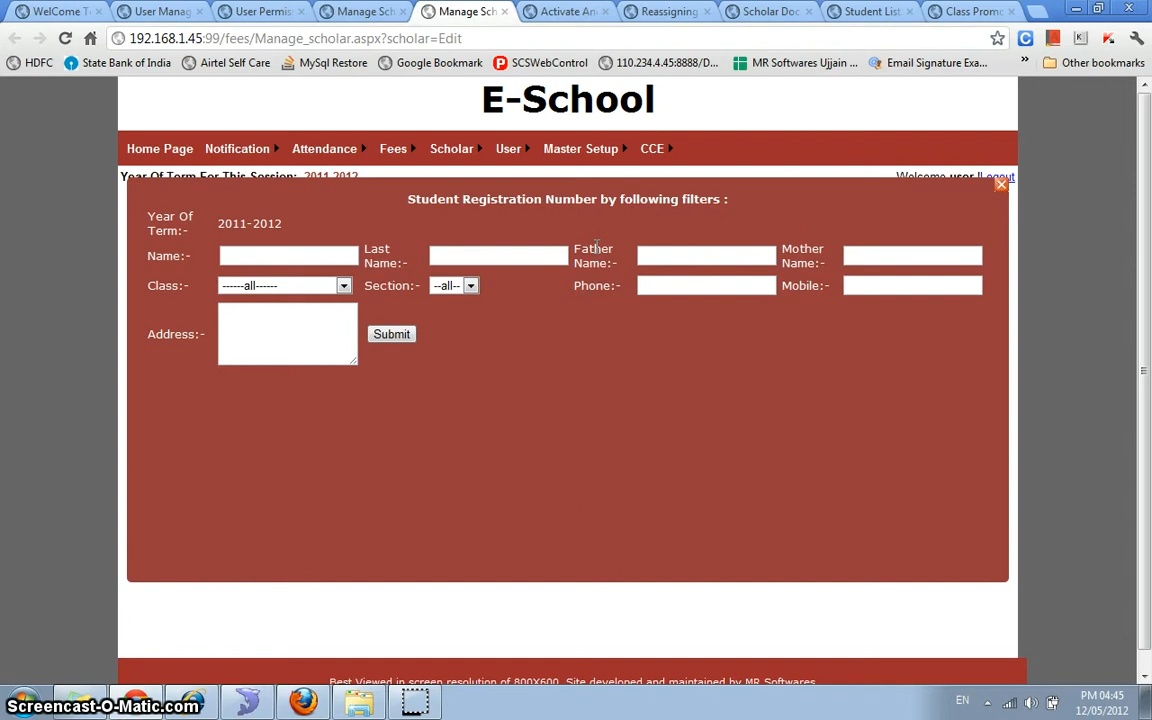 WelCome T
User Manag
User Permis
Manage Sch
Manage Sch
Activate An
Reassigning
Scholar Doc
Student List
Class Promo
192.168.1.45:99/fees/Manage_scholar.aspx?scholar=Edit
HDFC
State Bank of India
Airtel Self Care
MySql Restore
Google Bookmark
SCSWebControl
110.234.4.45:8888/D...
MR Softwares Ujjain ...
Email Signature Exa...
»
Other bookmarks
E-School
Home Page Notification Attendance Fees Scholar User Master Setup CCE
Year Of Term For This Session: 2011-2012
Welcome user !Logout
Student Registration Number by following filters :
Year Of Term:- 2011-2012
Name:- Last Name:- Father Name:- Mother Name:-
Class:- ------all------ Section:- --all-- Phone:- Mobile:-
Address:- Submit
Best Viewed in screen resolution of 800X600. Site developed and maintained by MR Softwares
Screencast-O-Matic.com
EN
PM 04:45
12/05/2012